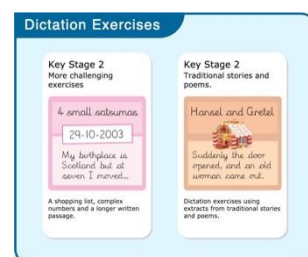 Dictation Exercises
Key Stage 2
More challenging
exercises
4 small satsumas
29-10-2003
My birthplace is
Scotland but at
seven I moved...
A shopping list, complex
numbers and a longer written
passage.
Key Stage 2
Traditional stories and
poems.
Hansel and Gretel
Suddenly the door
opened, and an old
woman came out.
Dictation exercises using
extracts from traditional stories
and poems.